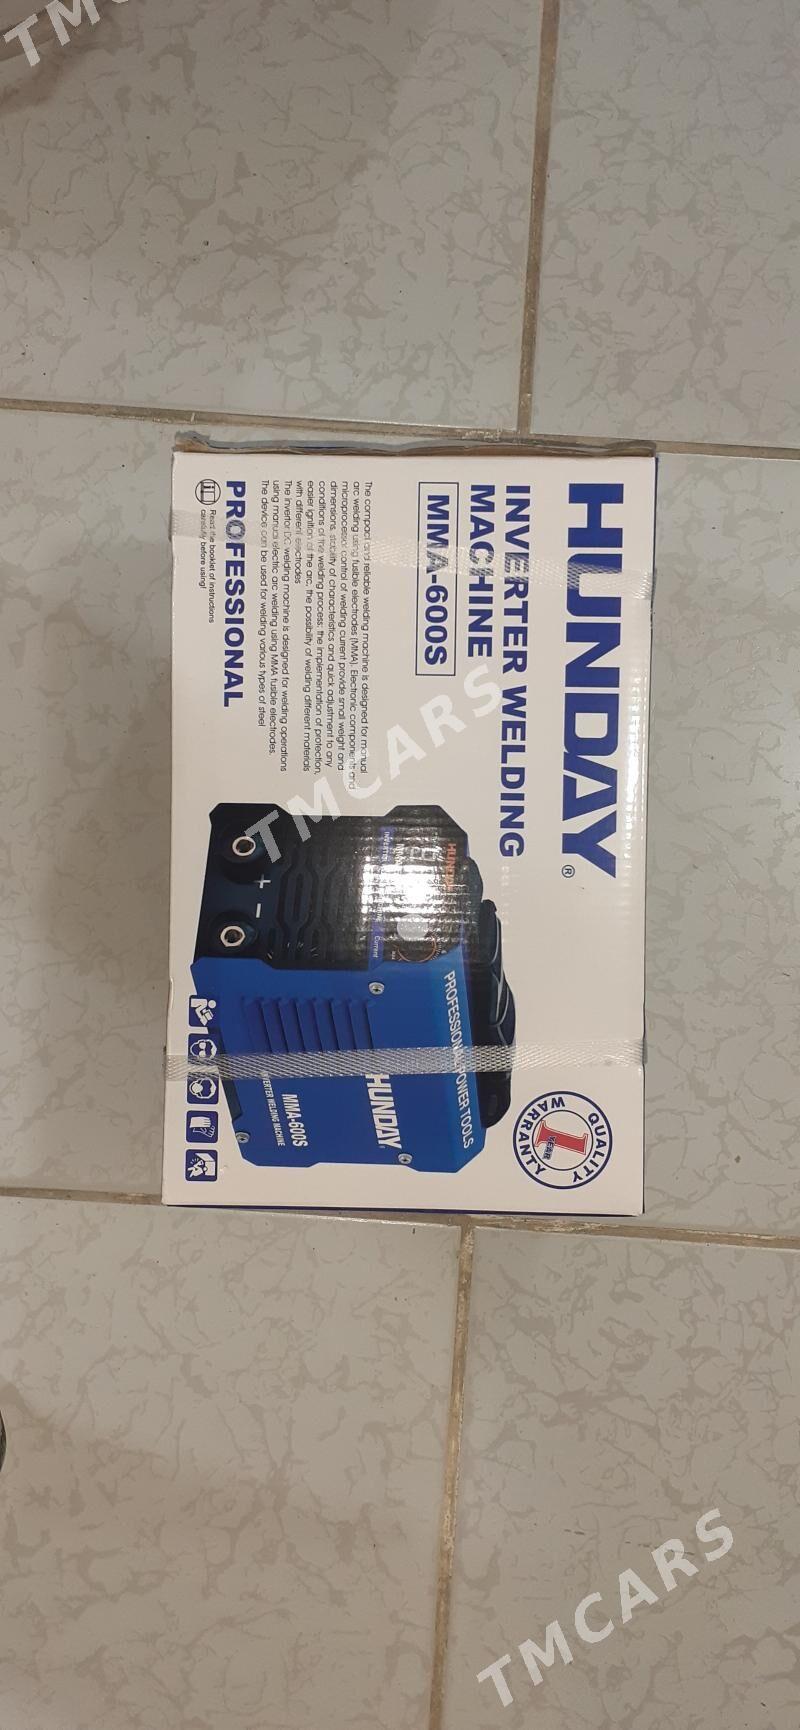 TMCARS
HUNDAY®
INVERTER WELDING
MACHINE
MMA-600S
The compact and reliable welding machine is designed for manual
arc welding using fusible electrodes (MMA). Electronic components and
microprocessor control of welding current provide small weight and
dimensions, stability of characteristics and quick adjustment to any
conditions of the welding process: the implementation of protection,
easier ignition of the arc, the possibility of welding different materials
with different electrodes
The invertor DC welding machine is designed for welding operations
using manual electric arc welding using MMA fusible electrodes.
The device can be used for welding various types of steel
PROFESSIONAL
Read the booklet of instructions
carefully before using!
PROFESSIONAL POWER TOOLS
HUNDAY
MMA-600S
INVERTER WELDING MACHINE
HUNDAY
INVERTER
Current
+ −
QUALITY
1
YEAR
WARRANTY
TMCARS
TMCARS